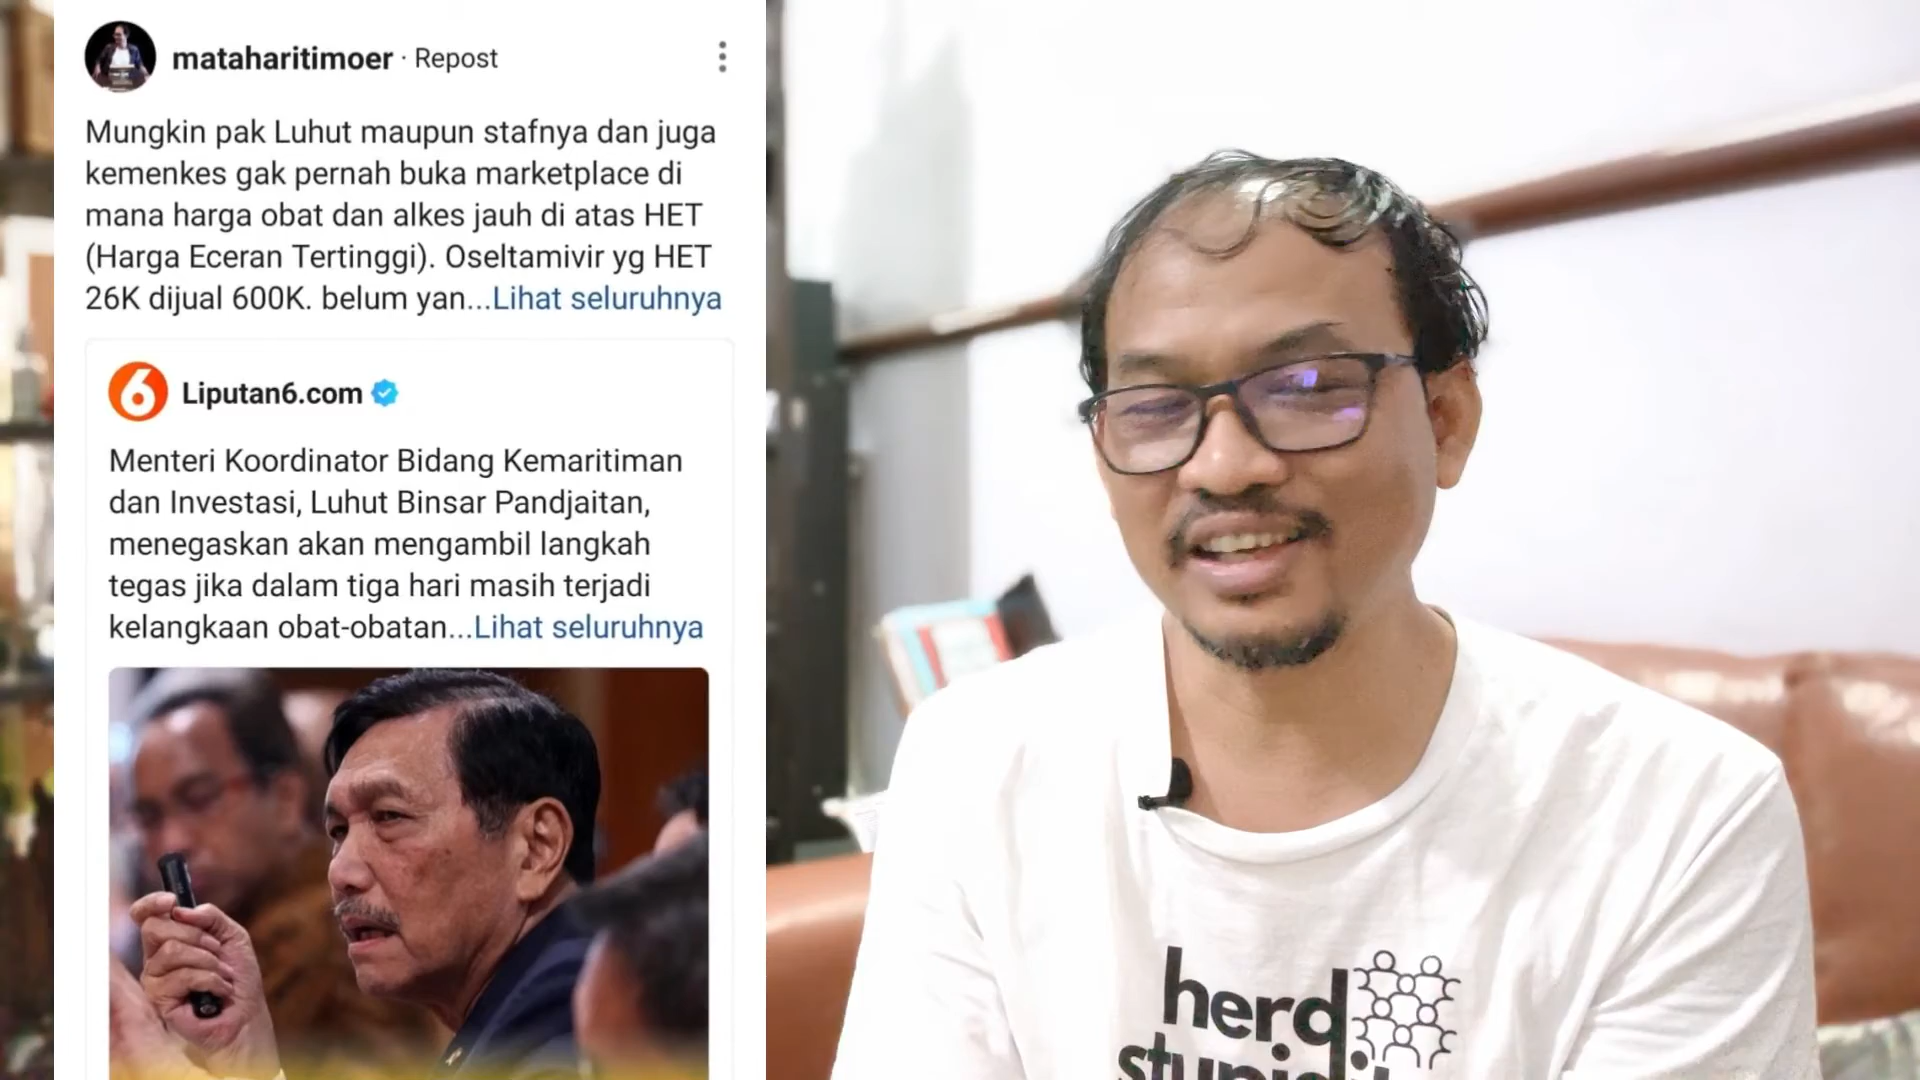 mataharitimoer · Repost
Mungkin pak Luhut maupun stafnya dan juga
kemenkes gak pernah buka marketplace di
mana harga obat dan alkes jauh di atas HET
(Harga Eceran Tertinggi). Oseltamivir yg HET
26K dijual 600K. belum yan...Lihat seluruhnya
Liputan6.com
Menteri Koordinator Bidang Kemaritiman
dan Investasi, Luhut Binsar Pandjaitan,
menegaskan akan mengambil langkah
tegas jika dalam tiga hari masih terjadi
kelangkaan obat-obatan...Lihat seluruhnya
herd